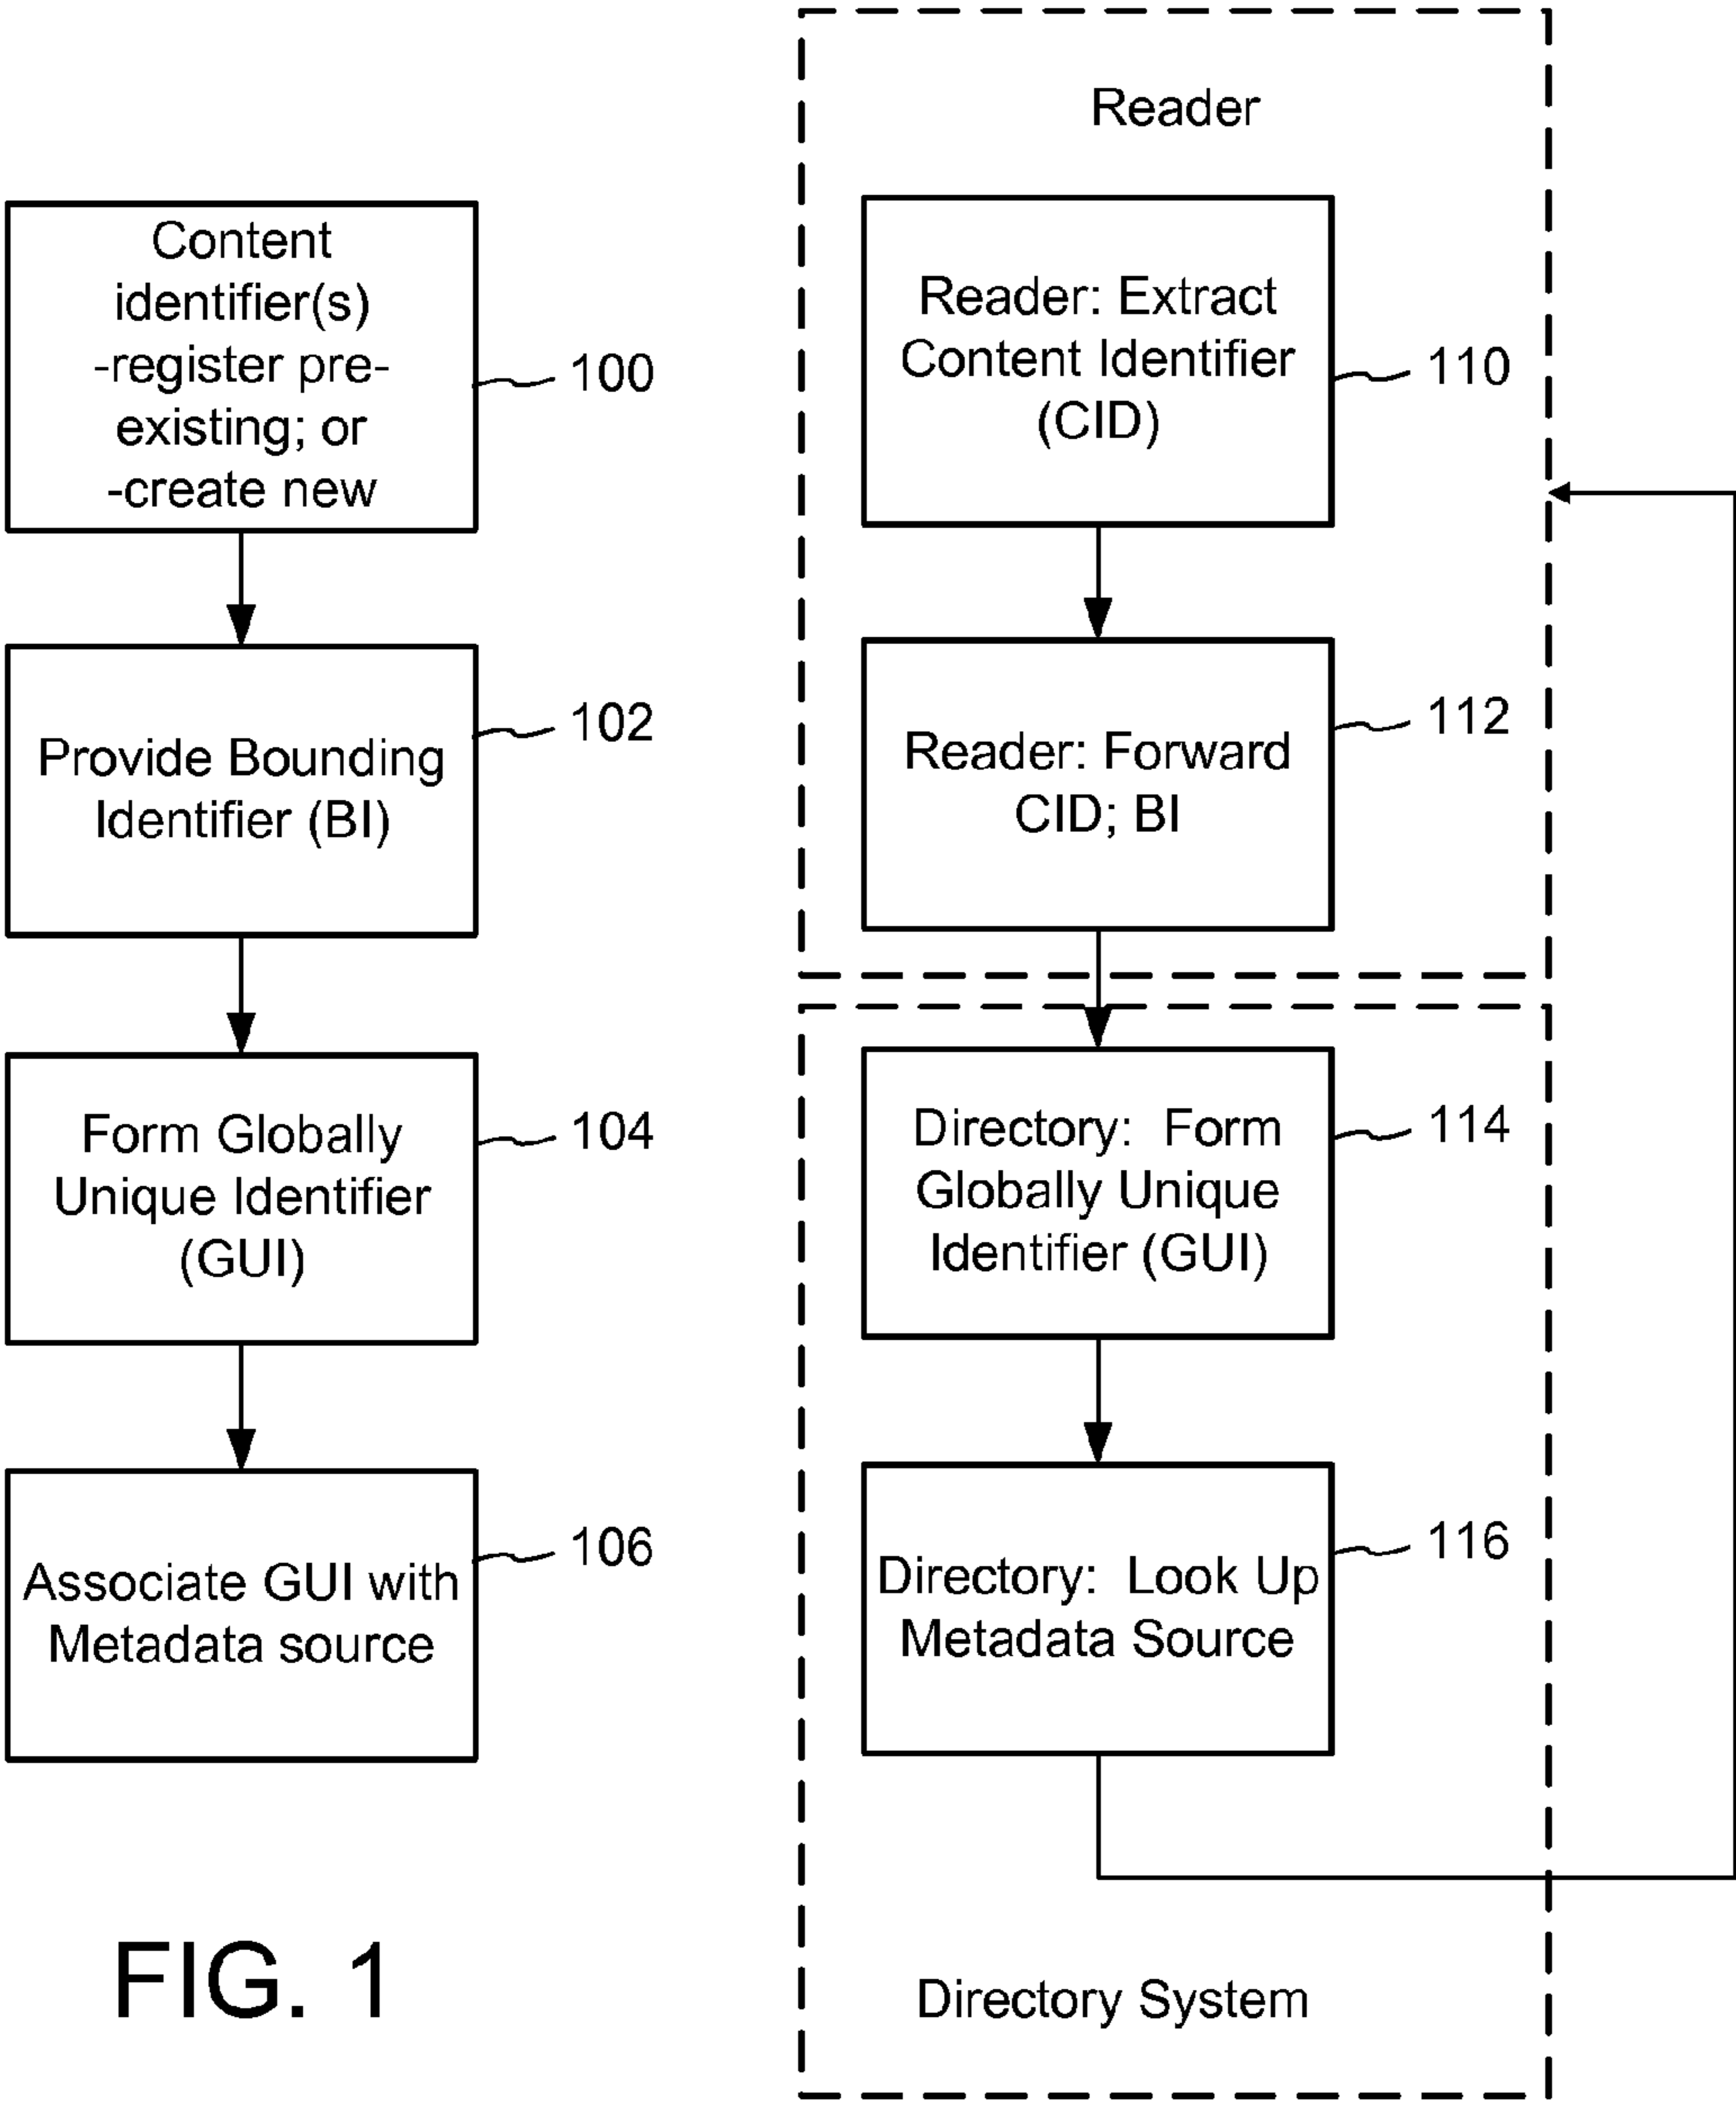 Content
identifier(s)
-register pre-
existing; or
-create new
100
Provide Bounding
Identifier (BI)
102
Form Globally
Unique Identifier
(GUI)
104
Associate GUI with
Metadata source
106
FIG. 1
Reader
Reader: Extract
Content Identifier
(CID)
110
Reader: Forward
CID; BI
112
Directory: Form
Globally Unique
Identifier (GUI)
114
Directory: Look Up
Metadata Source
116
Directory System